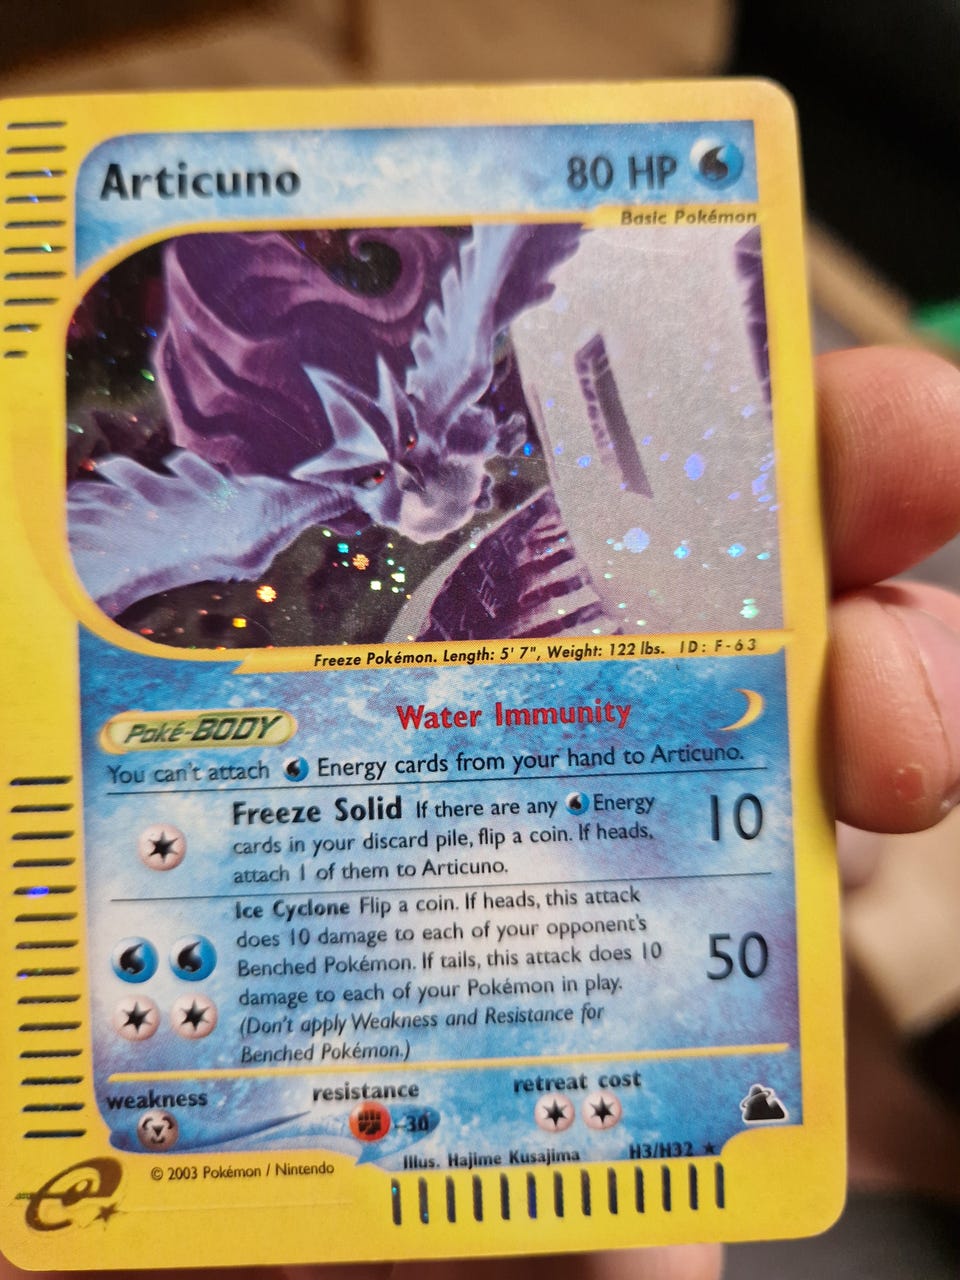 Articuno
80 HP
Basic Pokémon
Freeze Pokémon. Length: 5' 7", Weight: 122 lbs. ID: F-63
Poké-BODY
Water Immunity
You can't attach Energy cards from your hand to Articuno.
Freeze Solid If there are any Energy
cards in your discard pile, flip a coin. If heads,
attach 1 of them to Articuno.
10
Ice Cyclone Flip a coin. If heads, this attack
does 10 damage to each of your opponent's
Benched Pokémon. If tails, this attack does 10
damage to each of your Pokémon in play.
(Don't apply Weakness and Resistance for
Benched Pokémon.)
50
weakness
resistance
-30
retreat cost
Illus. Hajime Kusajima
H3/H32 ★
© 2003 Pokémon / Nintendo
e